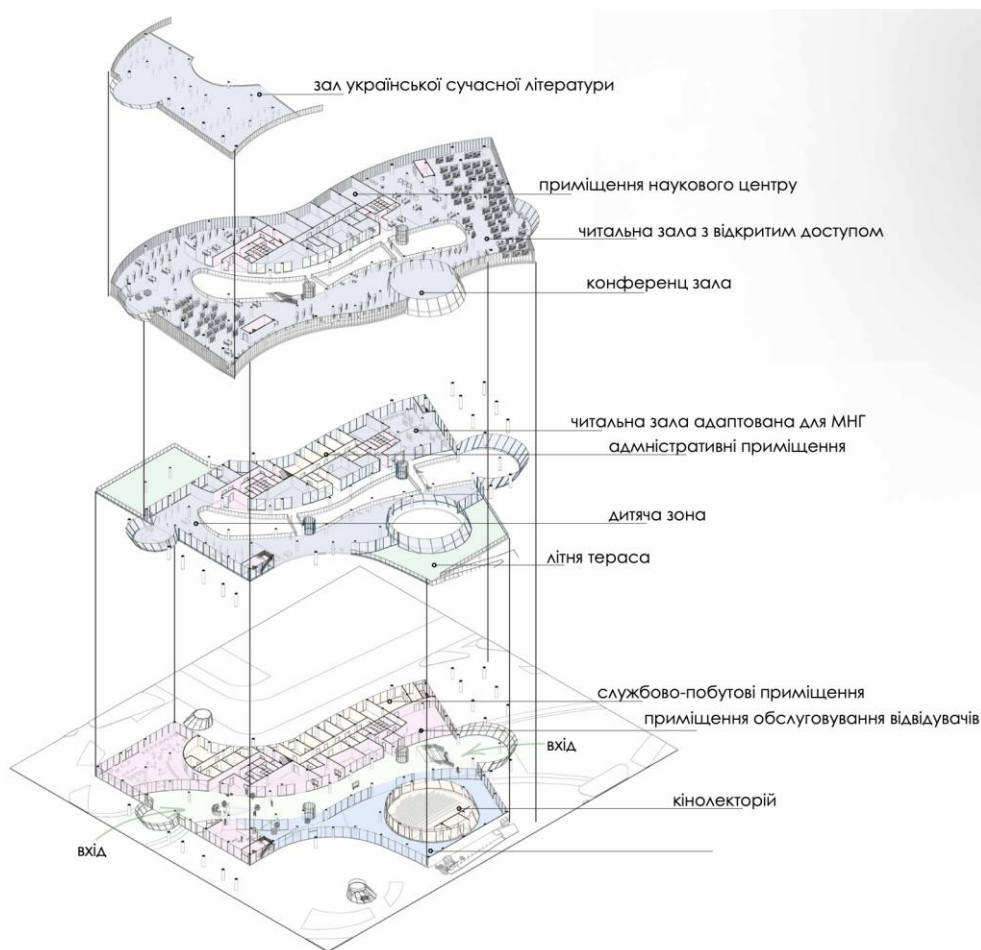 зал української сучасної літератури
приміщення наукового центру
читальна зала з відкритим доступом
конференц зала
читальна зала адаптована для МНГ
адмністративні приміщення
дитяча зона
літня тераса
службово-побутові приміщення
приміщення обслуговування відвідувачів
вхід
кінолекторій
вхід